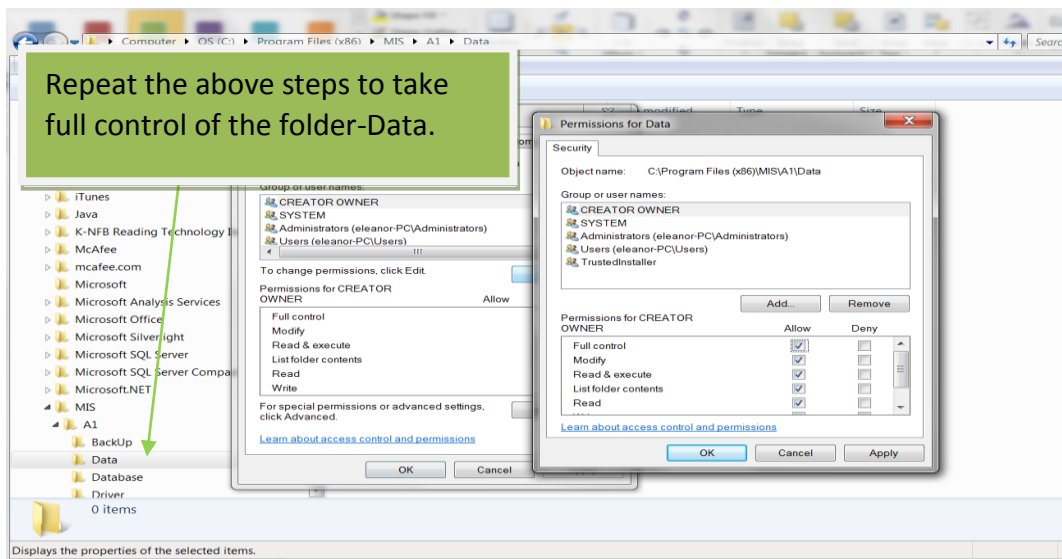 Computer ▸ OS (C:) ▸ Program Files (x86) ▸ MIS ▸ A1 ▸ Data
Searc
Repeat the above steps to take
full control of the folder-Data.
modified Type Size
iTunes
Java
K-NFB Reading Technology I
McAfee
mcafee.com
Microsoft
Microsoft Analysis Services
Microsoft Office
Microsoft Silverlight
Microsoft SQL Server
Microsoft SQL Server Compa
Microsoft.NET
MIS
A1
BackUp
Data
Database
Driver
0 items
Displays the properties of the selected items.
Group or user names:
CREATOR OWNER
SYSTEM
Administrators (eleanor-PC\Administrators)
Users (eleanor-PC\Users)
To change permissions, click Edit.
Permissions for CREATOR
OWNER Allow
Full control
Modify
Read & execute
List folder contents
Read
Write
For special permissions or advanced settings,
click Advanced.
Learn about access control and permissions
OK Cancel
Permissions for Data
Security
Object name: C:\Program Files (x86)\MIS\A1\Data
Group or user names:
CREATOR OWNER
SYSTEM
Administrators (eleanor-PC\Administrators)
Users (eleanor-PC\Users)
TrustedInstaller
Add... Remove
Permissions for CREATOR
OWNER Allow Deny
Full control
Modify
Read & execute
List folder contents
Read
Learn about access control and permissions
OK Cancel Apply